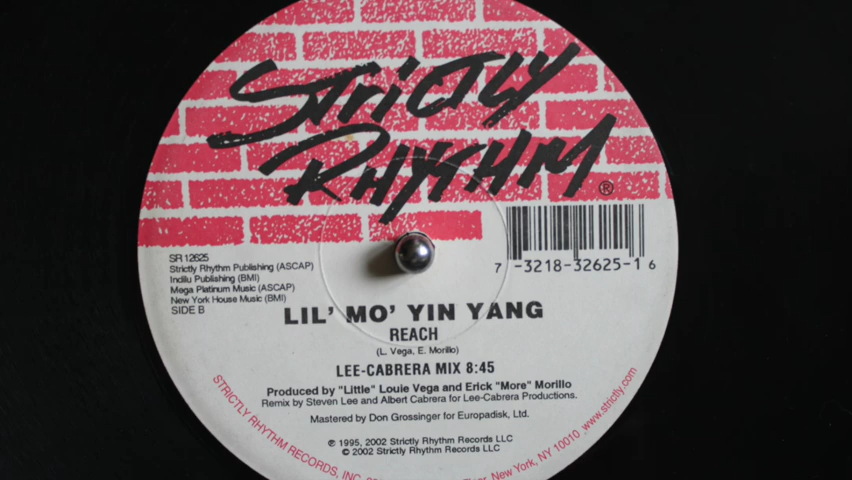 STRICTLY
RHYTHM®
7 -3218-32625-1 6
SR 12625
Strictly Rhythm Publishing (ASCAP)
Indilu Publishing (BMI)
Mega Platinum Music (ASCAP)
New York House Music (BMI)
SIDE B
LIL' MO' YIN YANG
REACH
(L. Vega, E. Morillo)
LEE-CABRERA MIX 8:45
Produced by "Little" Louie Vega and Erick "More" Morillo
Remix by Steven Lee and Albert Cabrera for Lee-Cabrera Productions.
Mastered by Don Grossinger for Europadisk, Ltd.
℗ 1995, 2002 Strictly Rhythm Records LLC
© 2002 Strictly Rhythm Records LLC
STRICTLY RHYTHM RECORDS, INC. New York, NY 10010 www.strictly.com